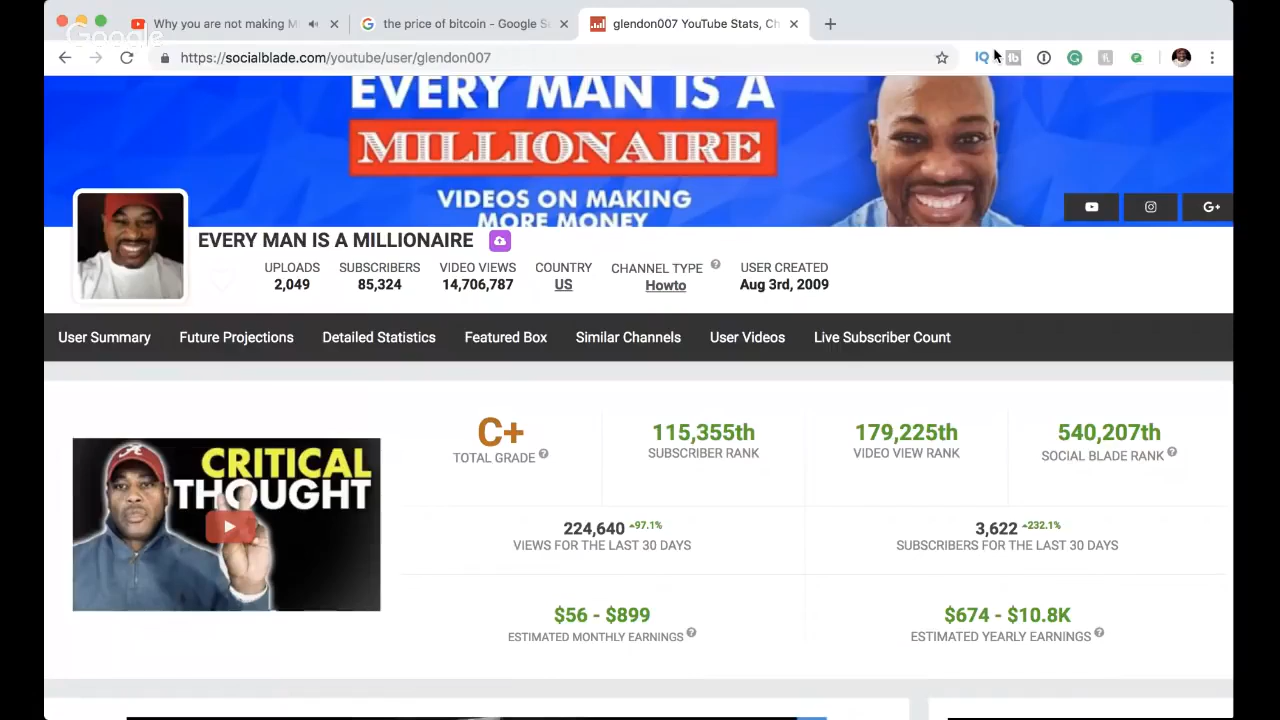 Why you are not making M
the price of bitcoin - Google S
glendon007 YouTube Stats, Ch
Google
https://socialblade.com/youtube/user/glendon007
IQ
EVERY MAN IS A
MILLIONAIRE
VIDEOS ON MAKING
MORE MONEY
G+
EVERY MAN IS A MILLIONAIRE
UPLOADS SUBSCRIBERS VIDEO VIEWS COUNTRY CHANNEL TYPE ? USER CREATED
2,049 85,324 14,706,787 US Howto Aug 3rd, 2009
User Summary Future Projections Detailed Statistics Featured Box Similar Channels User Videos Live Subscriber Count
CRITICAL
THOUGHT
C+ 115,355th 179,225th 540,207th
TOTAL GRADE ? SUBSCRIBER RANK VIDEO VIEW RANK SOCIAL BLADE RANK ?
224,640 97.1% 3,622 232.1%
VIEWS FOR THE LAST 30 DAYS SUBSCRIBERS FOR THE LAST 30 DAYS
$56 - $899 $674 - $10.8K
ESTIMATED MONTHLY EARNINGS ? ESTIMATED YEARLY EARNINGS ?